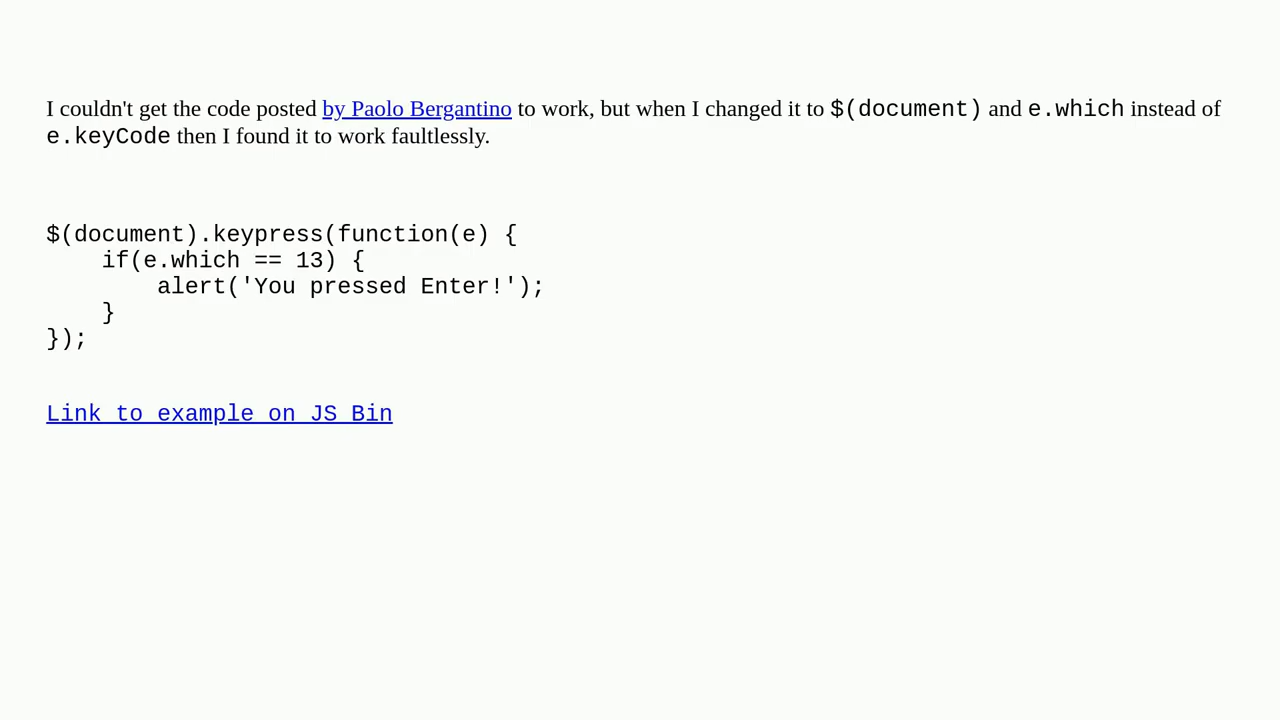 I couldn't get the code posted by Paolo Bergantino to work, but when I changed it to $(document) and e.which instead of
e.keyCode then I found it to work faultlessly.
$(document).keypress(function(e) {
    if(e.which == 13) {
        alert('You pressed Enter!');
    }
});
Link to example on JS Bin